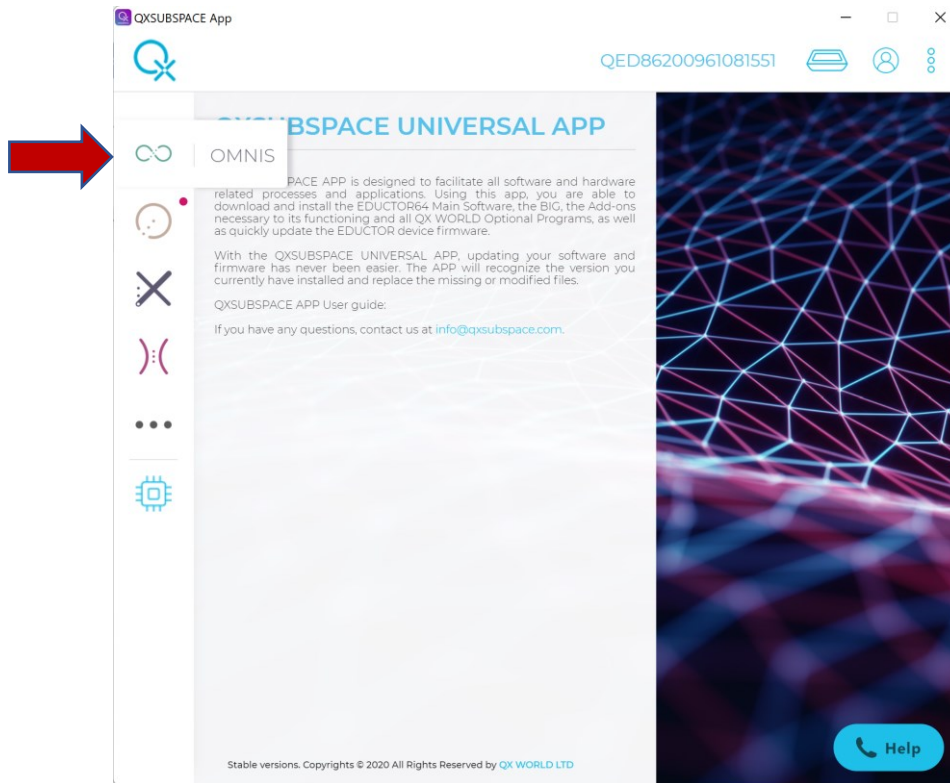 QXSUBSPACE App
QED86200961081551
BSPACE UNIVERSAL APP
OMNIS
PACE APP is designed to facilitate all software and hardware
related processes and applications. Using this app, you are able to
download and install the EDUCTOR64 Main Software, the BIG, the Add-ons
necessary to its functioning and all QX WORLD Optional Programs, as well
as quickly update the EDUCTOR device firmware.
With the QXSUBSPACE UNIVERSAL APP, updating your software and
firmware has never been easier. The APP will recognize the version you
currently have installed and replace the missing or modified files.
QXSUBSPACE APP User guide:
If you have any questions, contact us at info@qxsubspace.com.
Help
Stable versions. Copyrights © 2020 All Rights Reserved by QX WORLD LTD